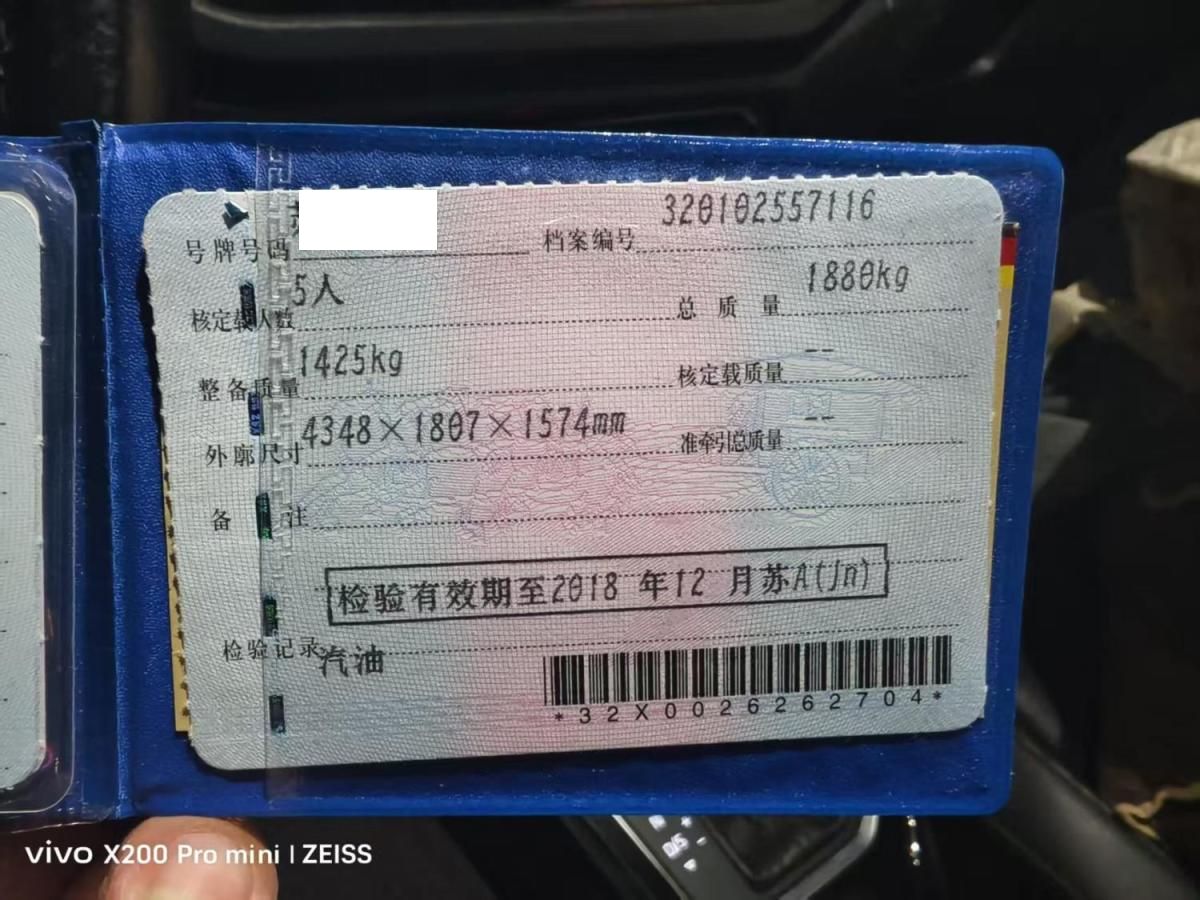 号牌号码 档案编号 320102557116
核定载人数 5人 总质量 1880kg
整备质量 1425kg 核定载质量 --
外廓尺寸 4348×1807×1574mm 准牵引总质量 --
备注
检验有效期至2018 年12 月苏A(Jn)
检验记录 汽油
*32X0026262704*
vivo X200 Pro mini | ZEISS